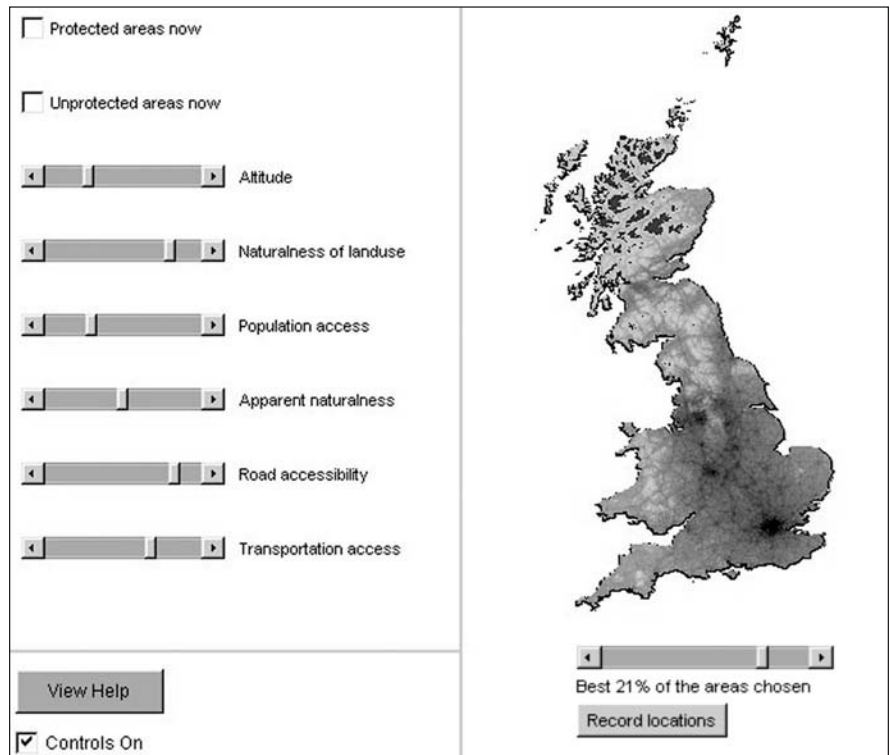 Protected areas now
Unprotected areas now
Altitude
Naturalness of landuse
Population access
Apparent naturalness
Road accessibility
Transportation access
View Help
Controls On
Best 21% of the areas chosen
Record locations